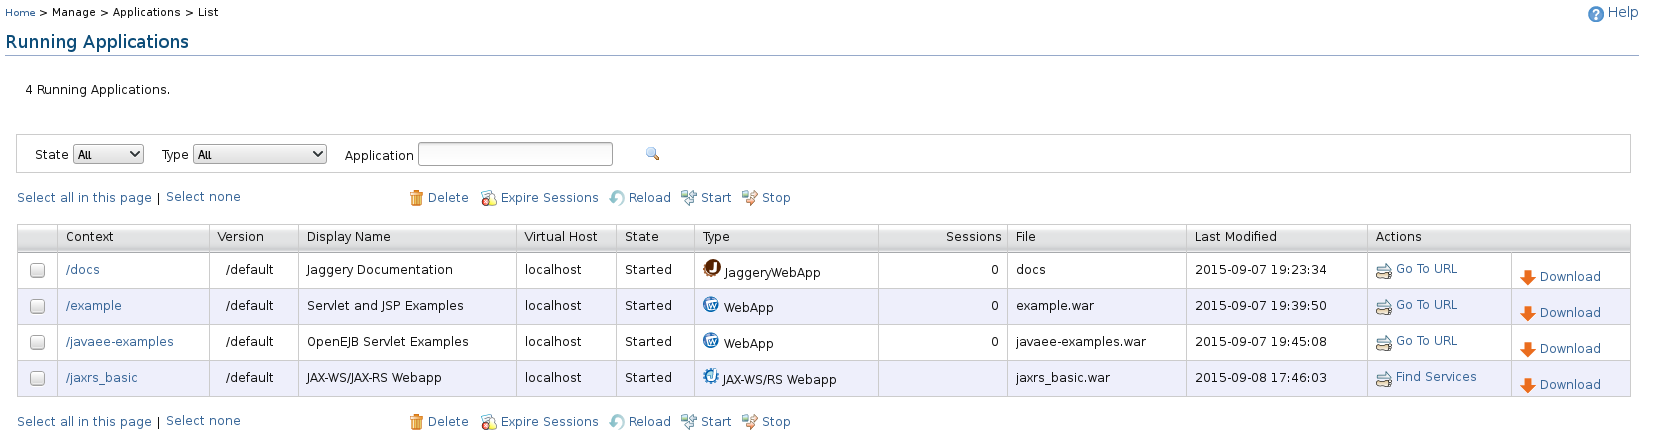 Home > Manage > Applications > List
Help
Running Applications
4 Running Applications.
State All Type All Application
Select all in this page | Select none Delete Expire Sessions Reload Start Stop
Context Version Display Name Virtual Host State Type Sessions File Last Modified Actions
/docs /default Jaggery Documentation localhost Started JaggeryWebApp 0 docs 2015-09-07 19:23:34 Go To URL Download
/example /default Servlet and JSP Examples localhost Started WebApp 0 example.war 2015-09-07 19:39:50 Go To URL Download
/javaee-examples /default OpenEJB Servlet Examples localhost Started WebApp 0 javaee-examples.war 2015-09-07 19:45:08 Go To URL Download
/jaxrs_basic /default JAX-WS/JAX-RS Webapp localhost Started JAX-WS/RS Webapp jaxrs_basic.war 2015-09-08 17:46:03 Find Services Download
Select all in this page | Select none Delete Expire Sessions Reload Start Stop